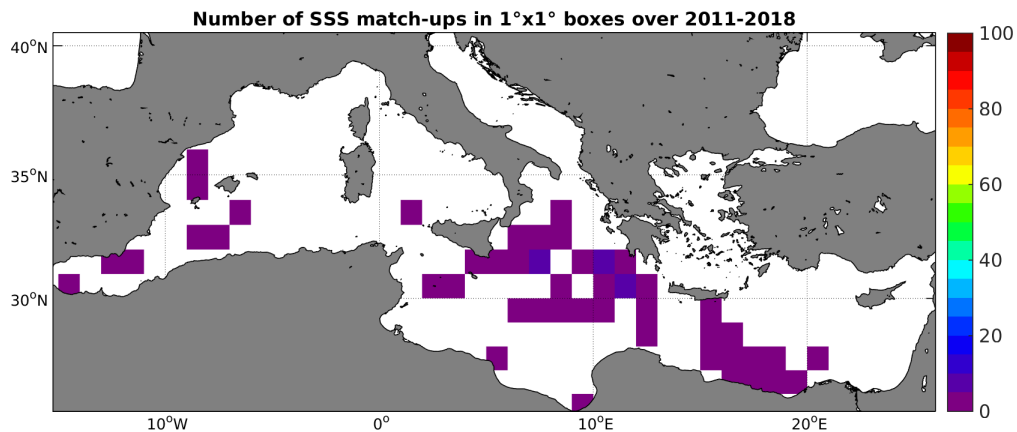 Number of SSS match-ups in 1°x1° boxes over 2011-2018
40°N
35°N
30°N
10°W
0°
10°E
20°E
100
80
60
40
20
0